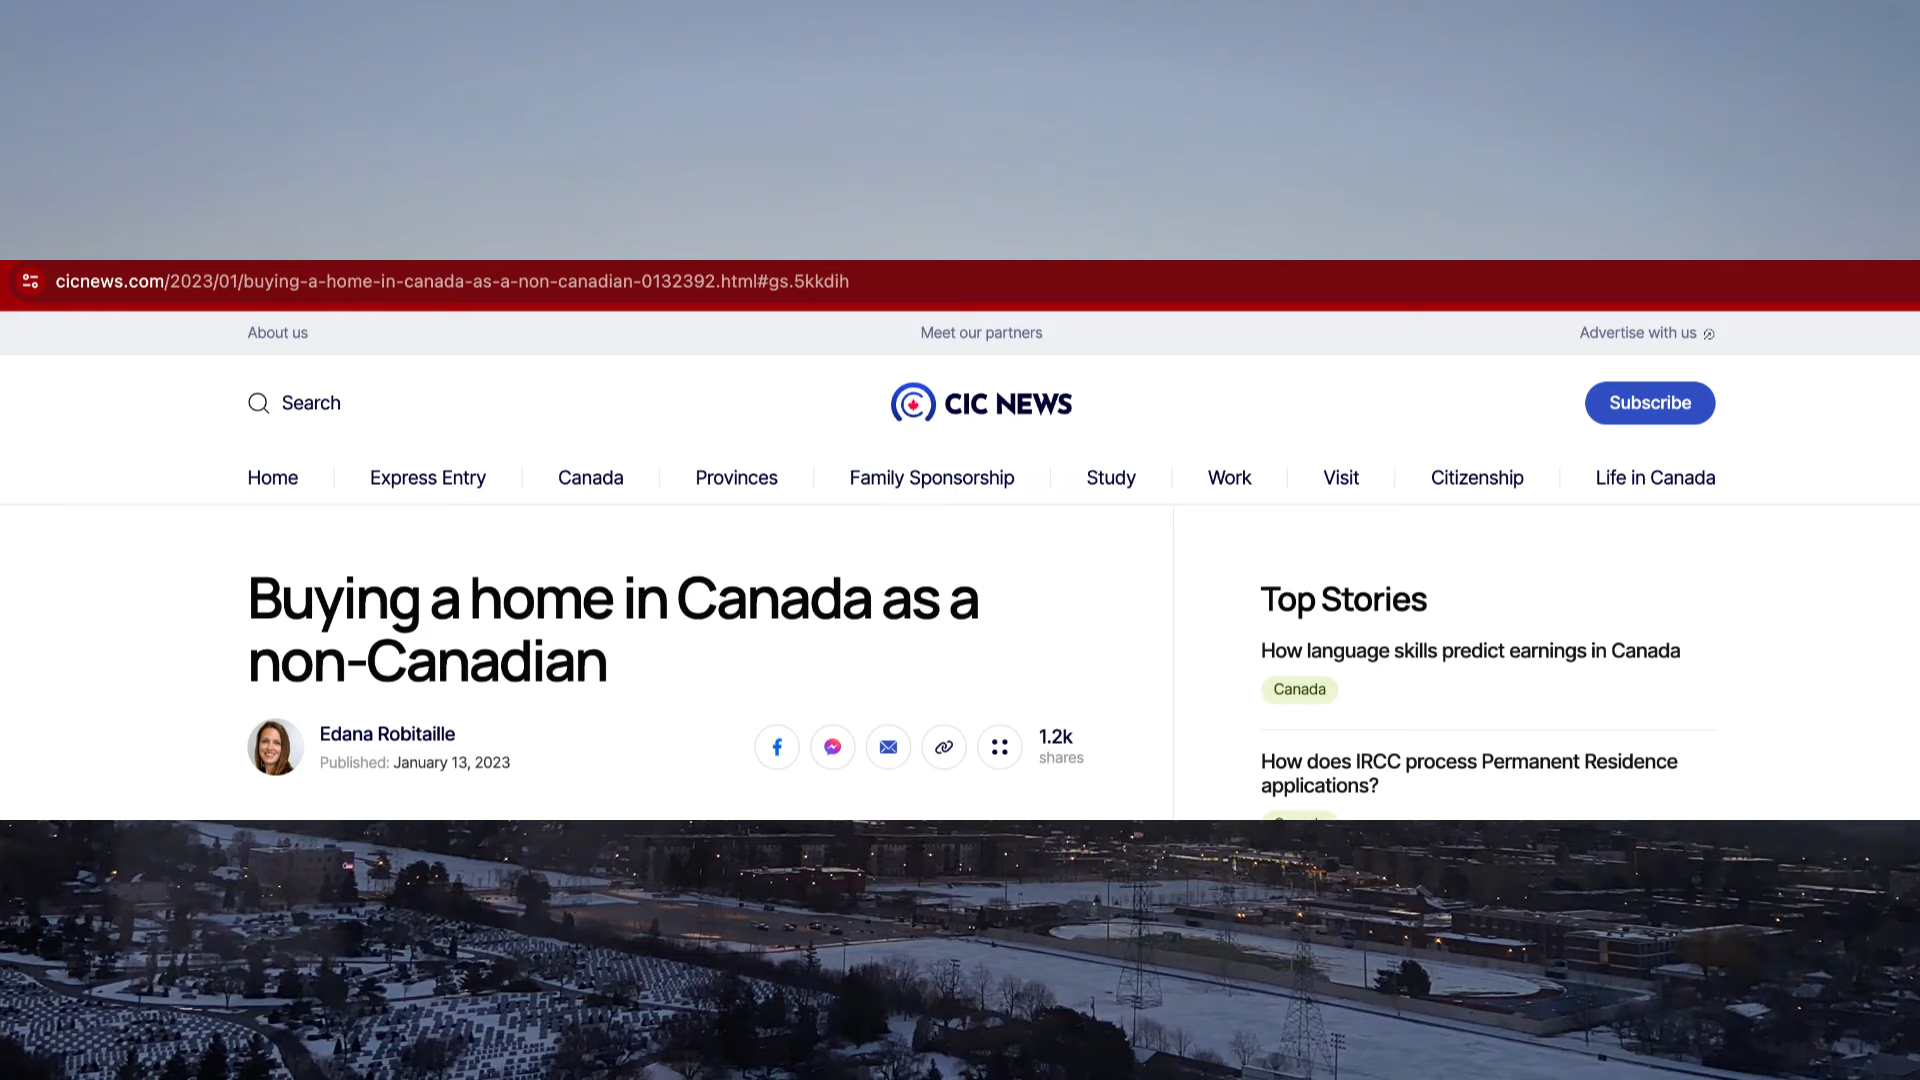 cicnews.com/2023/01/buying-a-home-in-canada-as-a-non-canadian-0132392.html#gs.5kkdih
About us
Meet our partners
Advertise with us
Search
CIC NEWS
Subscribe
Home
Express Entry
Canada
Provinces
Family Sponsorship
Study
Work
Visit
Citizenship
Life in Canada
Buying a home in Canada as a
non-Canadian
Edana Robitaille
Published: January 13, 2023
1.2k
shares
Top Stories
How language skills predict earnings in Canada
Canada
How does IRCC process Permanent Residence
applications?